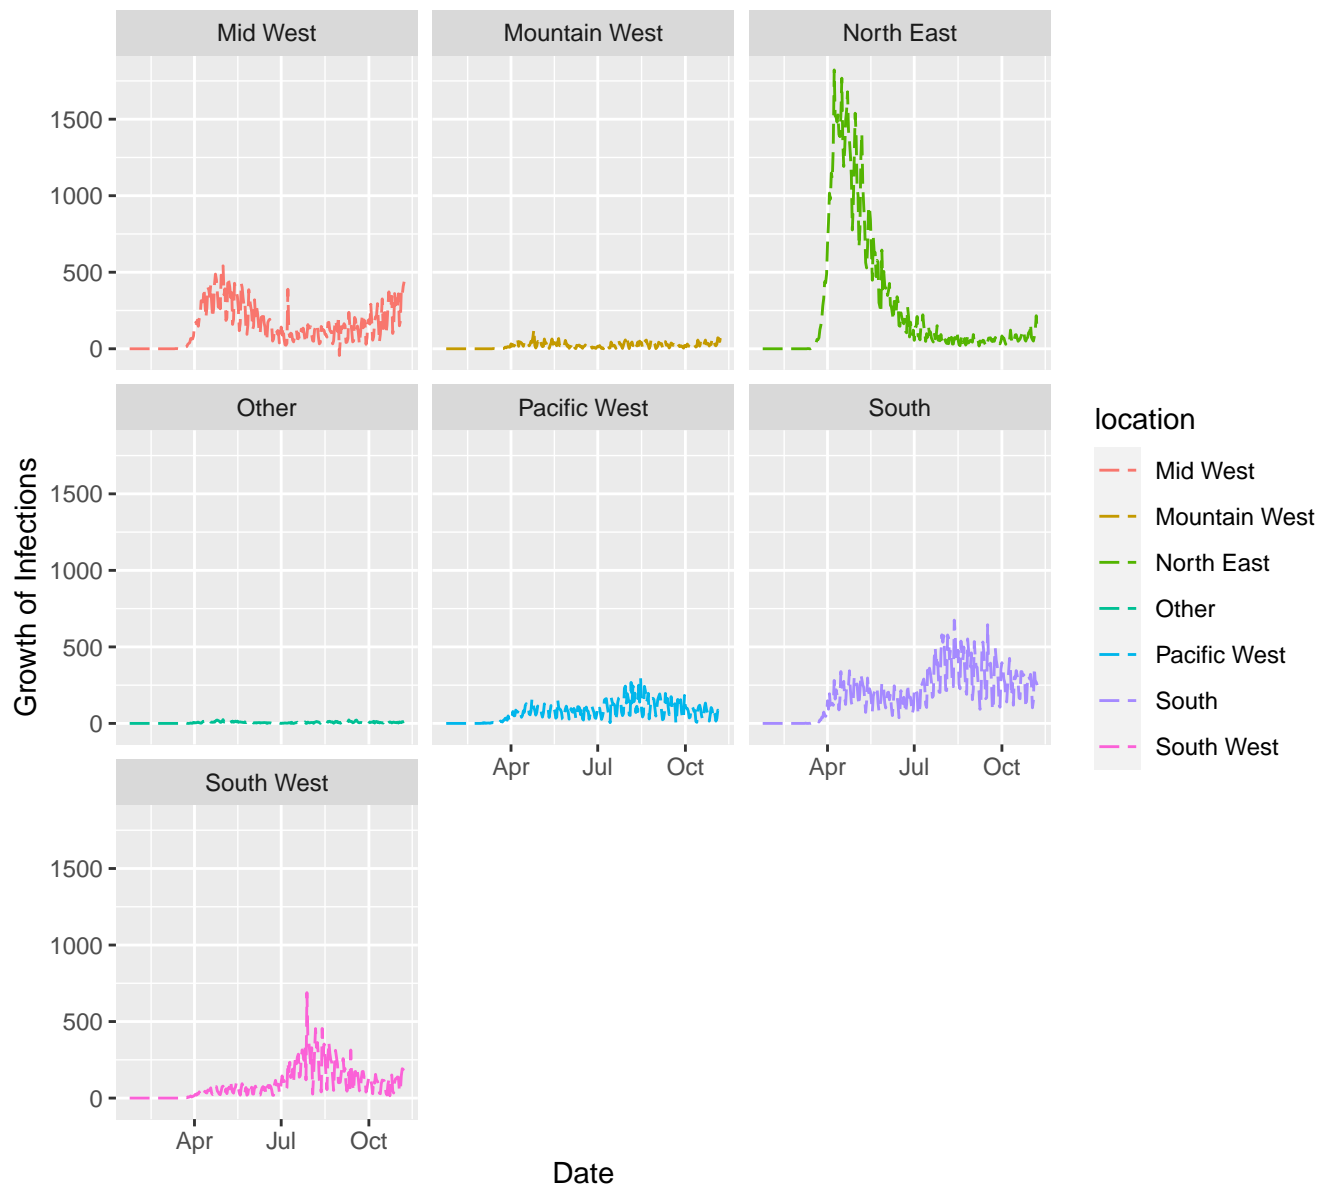 Mid West
Mountain West
North East
1500
1000
500
0
Other
Pacific West
South
1500
1000
500
0
Apr Jul Oct
Apr Jul Oct
South West
1500
1000
500
0
Apr Jul Oct
Growth of Infections
Date
location
Mid West
Mountain West
North East
Other
Pacific West
South
South West